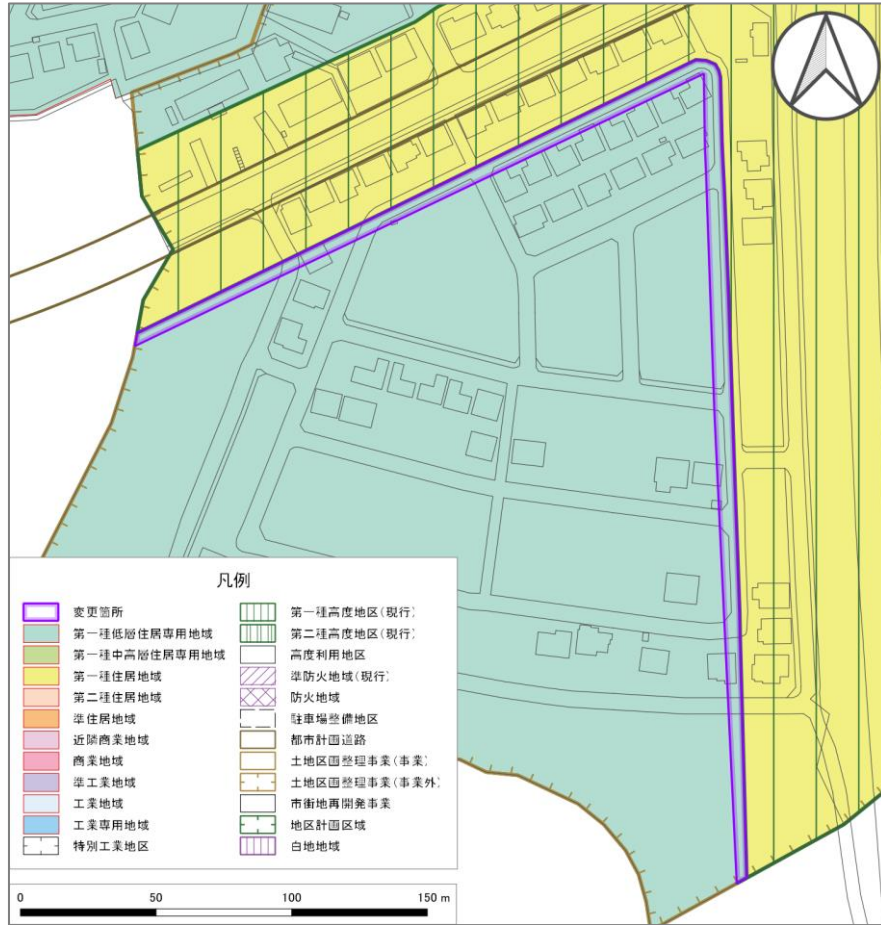 凡例
変更箇所
第一種低層住居専用地域
第一種中高層住居専用地域
第一種住居地域
第二種住居地域
準住居地域
近隣商業地域
商業地域
準工業地域
工業地域
工業専用地域
特別工業地区
第一種高度地区(現行)
第二種高度地区(現行)
高度利用地区
準防火地域(現行)
防火地域
駐車場整備地区
都市計画道路
土地区画整理事業(事業)
土地区画整理事業(事業外)
市街地再開発事業
地区計画区域
白地地域
0 50 100 150 m